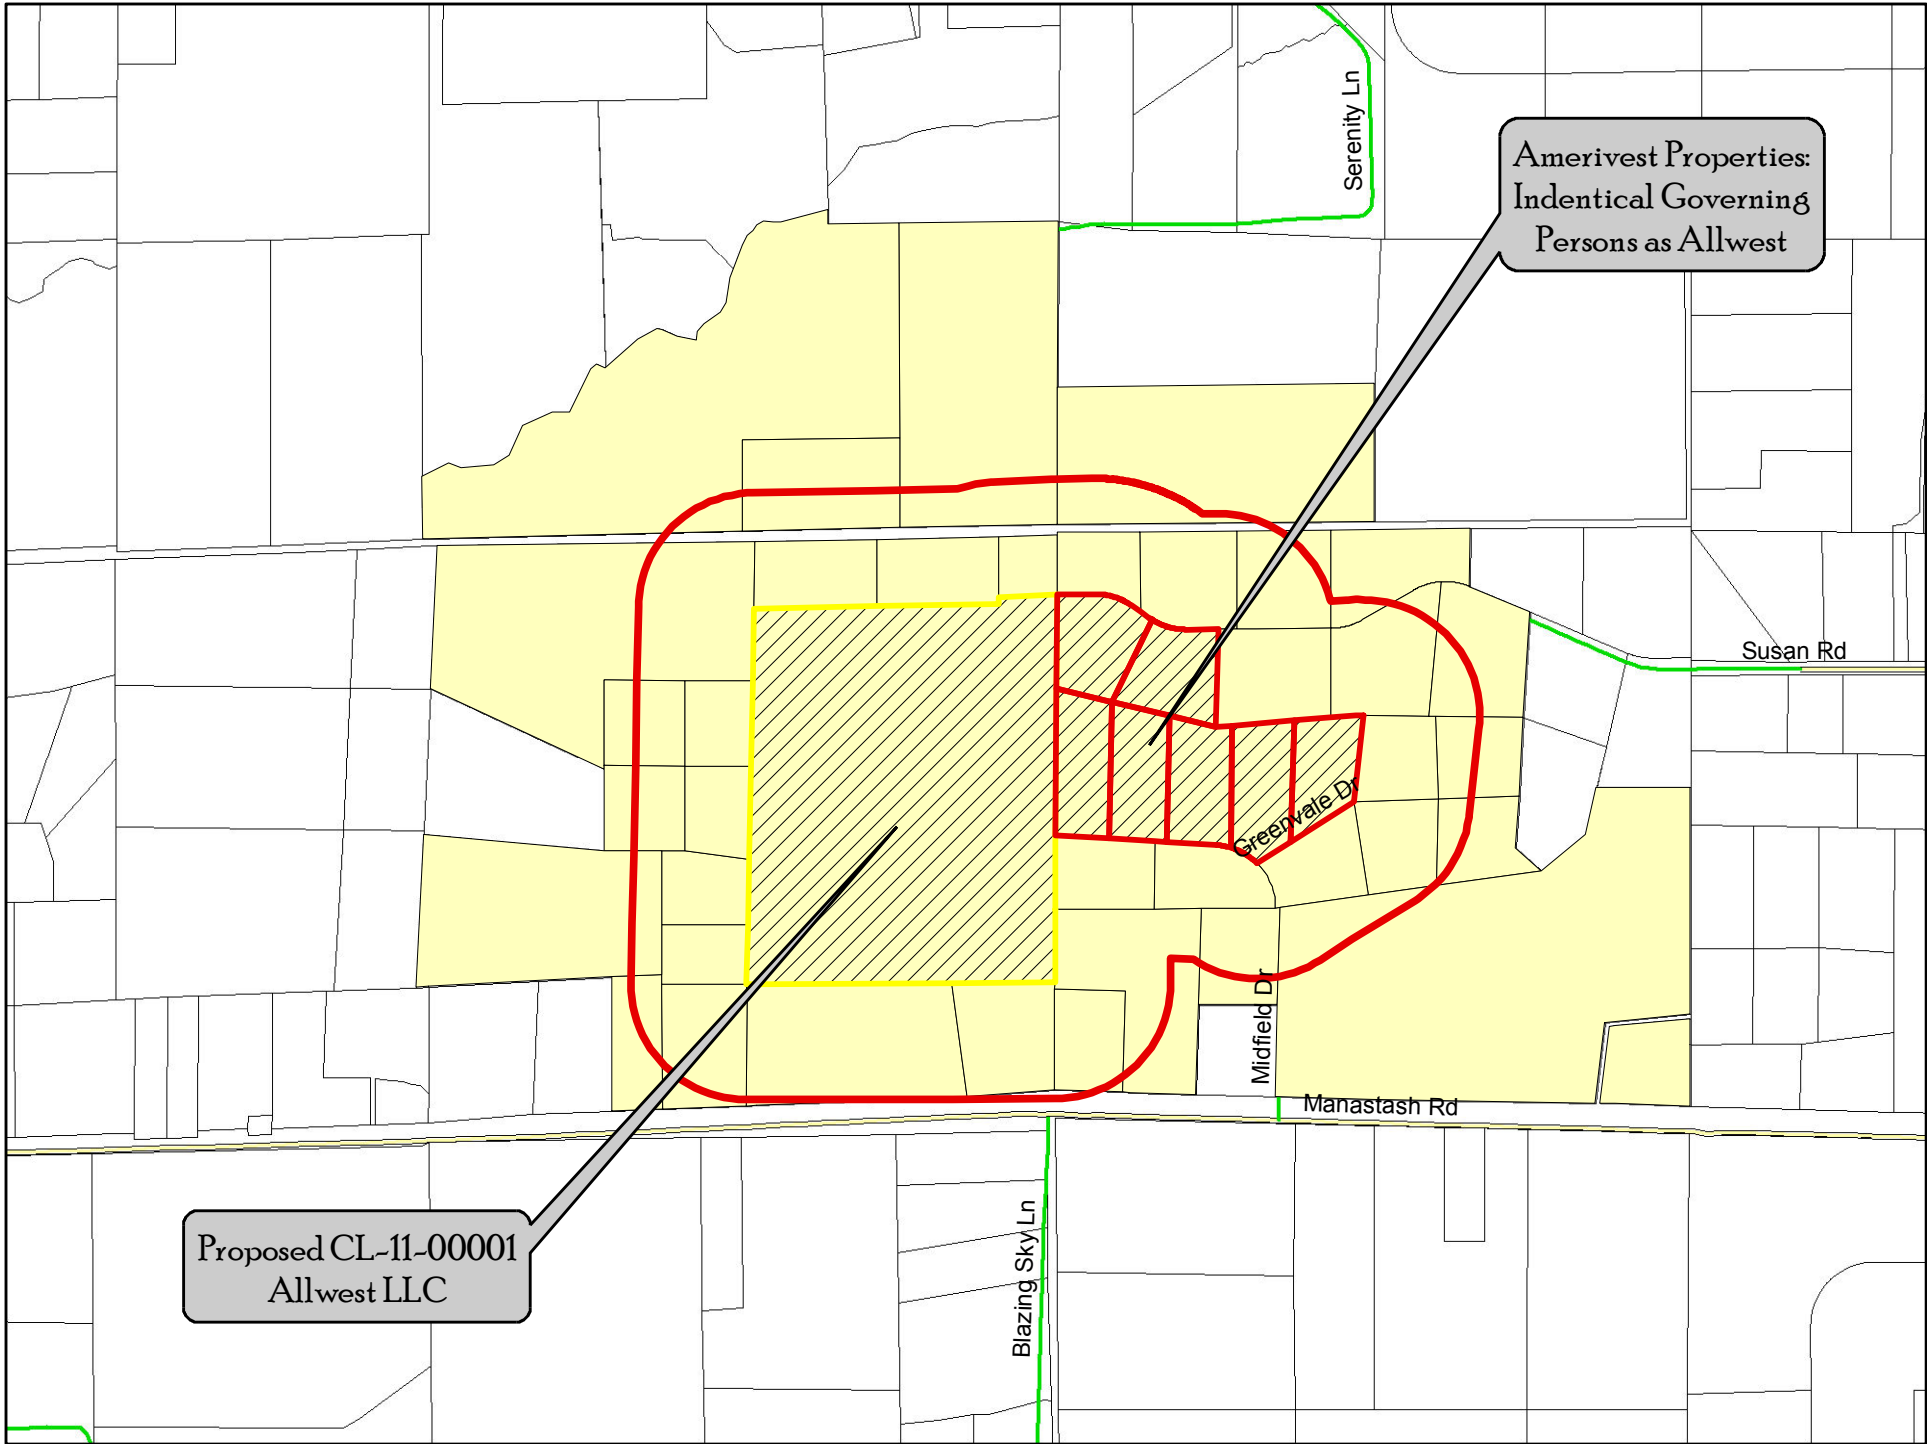 Serenity Ln
Amerivest Properties:
Indentical Governing
Persons as Allwest
Susan Rd
Greenvale Dr
Midfield Dr
Manastash Rd
Blazing Sky Ln
Proposed CL-11-00001
Allwest LLC